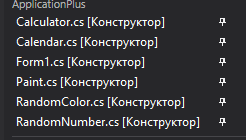 ApplicationPlus
Calculator.cs [Конструктор]
Calendar.cs [Конструктор]
Form1.cs [Конструктор]
Paint.cs [Конструктор]
RandomColor.cs [Конструктор]
RandomNumber.cs [Конструктор]